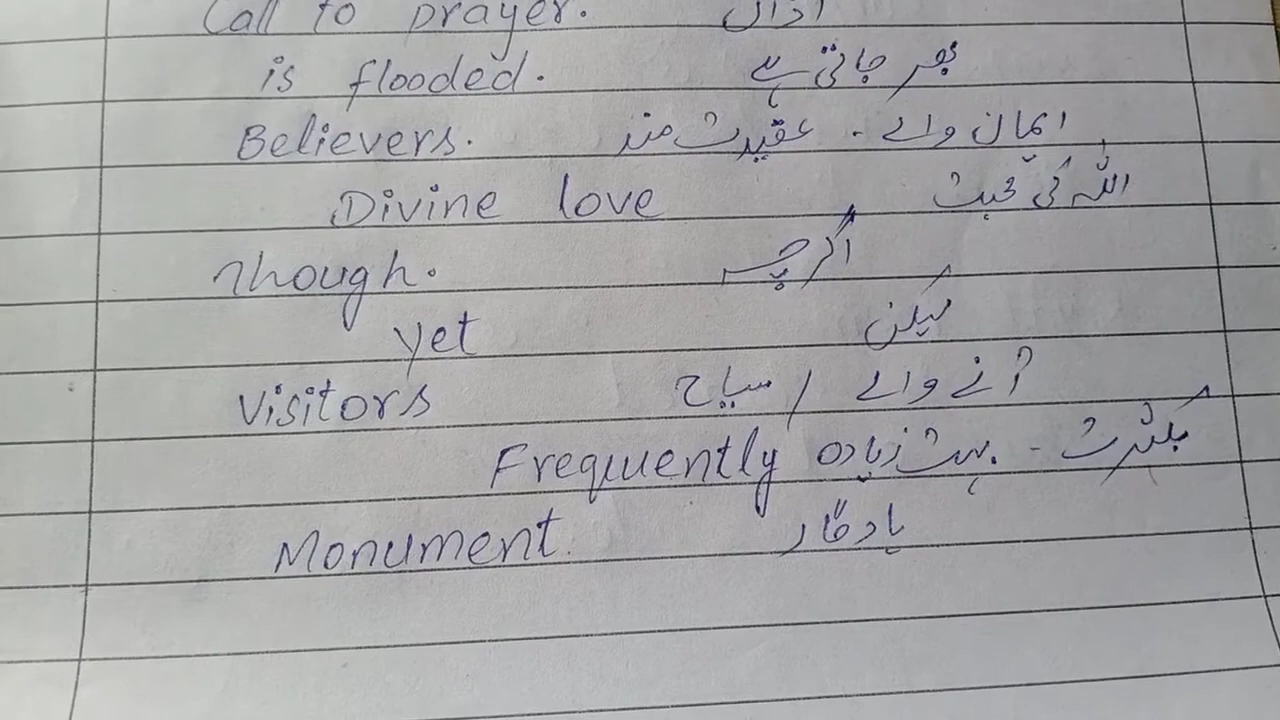 Call to prayer. اذان
is flooded. بھر جاتی ہے
Believers. ایمان والے - عقیدت مند
Divine love اللہ کی محبت
Though. اگرچہ
yet لیکن
Visitors آنے والے / سیاح
Frequently بکثرت - بہت زیادہ
Monument. یادگار